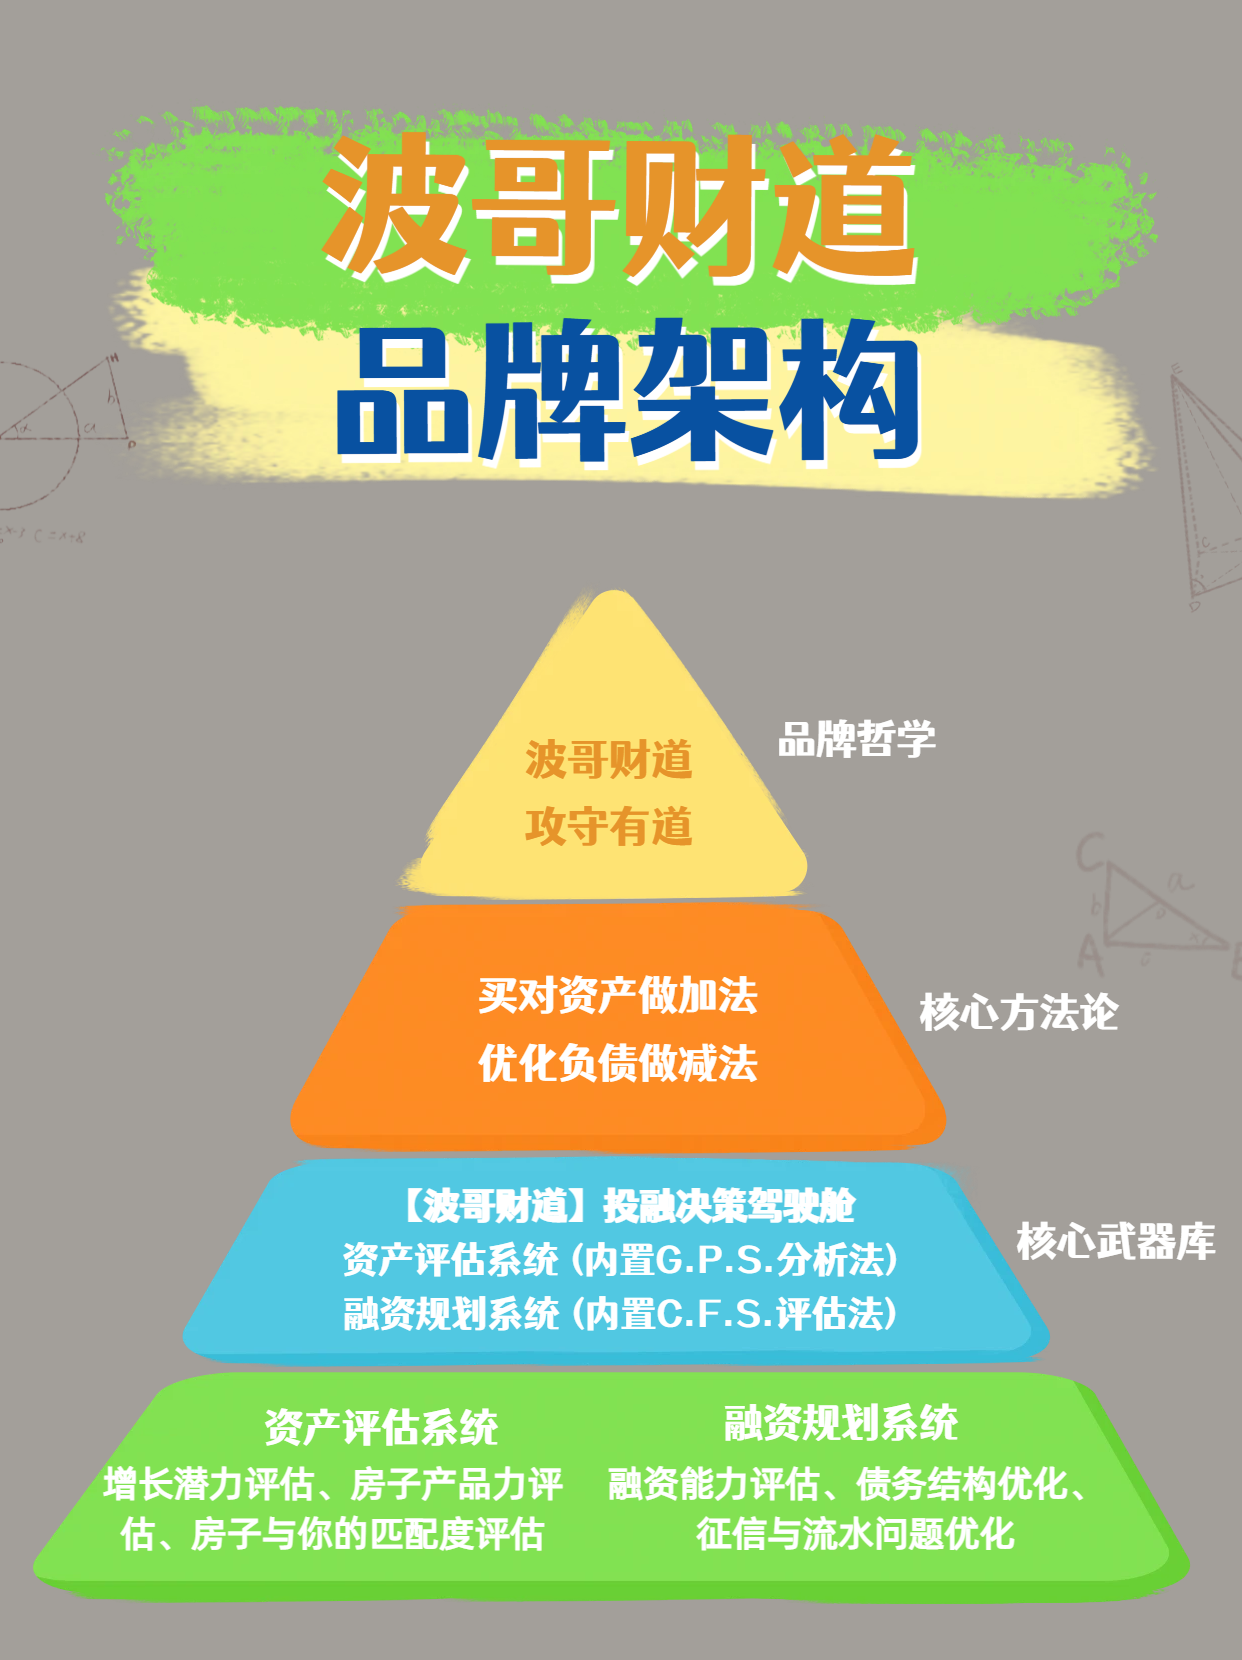 波哥财道
品牌架构
波哥财道
攻守有道
品牌哲学
买对资产做加法
优化负债做减法
核心方法论
【波哥财道】投融决策驾驶舱
资产评估系统 (内置G.P.S.分析法)
融资规划系统 (内置C.F.S.评估法)
核心武器库
资产评估系统
增长潜力评估、房子产品力评
估、房子与你的匹配度评估
融资规划系统
融资能力评估、债务结构优化、
征信与流水问题优化
H
h
α
a
E
C
D
C
a
b
A
c